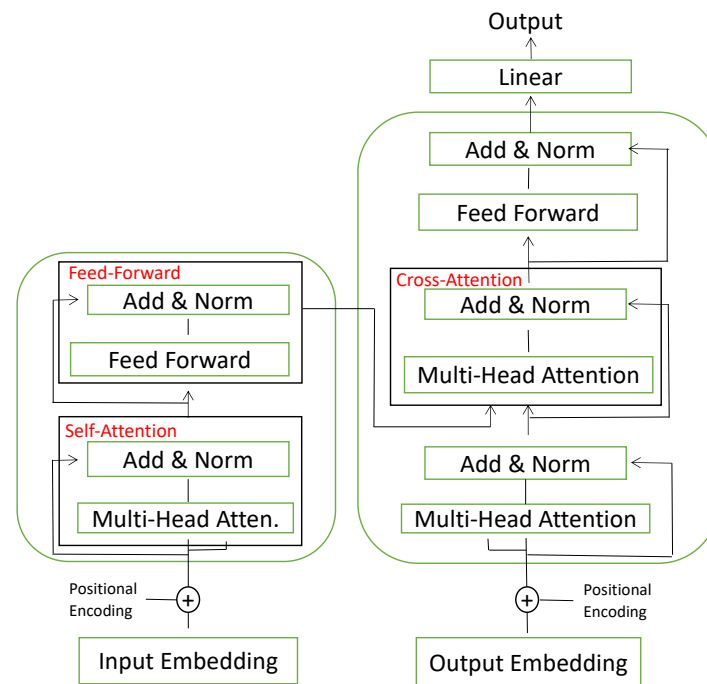 Output
Linear
Add & Norm
Feed Forward
Cross-Attention
Add & Norm
Multi-Head Attention
Add & Norm
Multi-Head Attention
Positional
Encoding
Output Embedding
Feed-Forward
Add & Norm
Feed Forward
Self-Attention
Add & Norm
Multi-Head Atten.
Positional
Encoding
Input Embedding